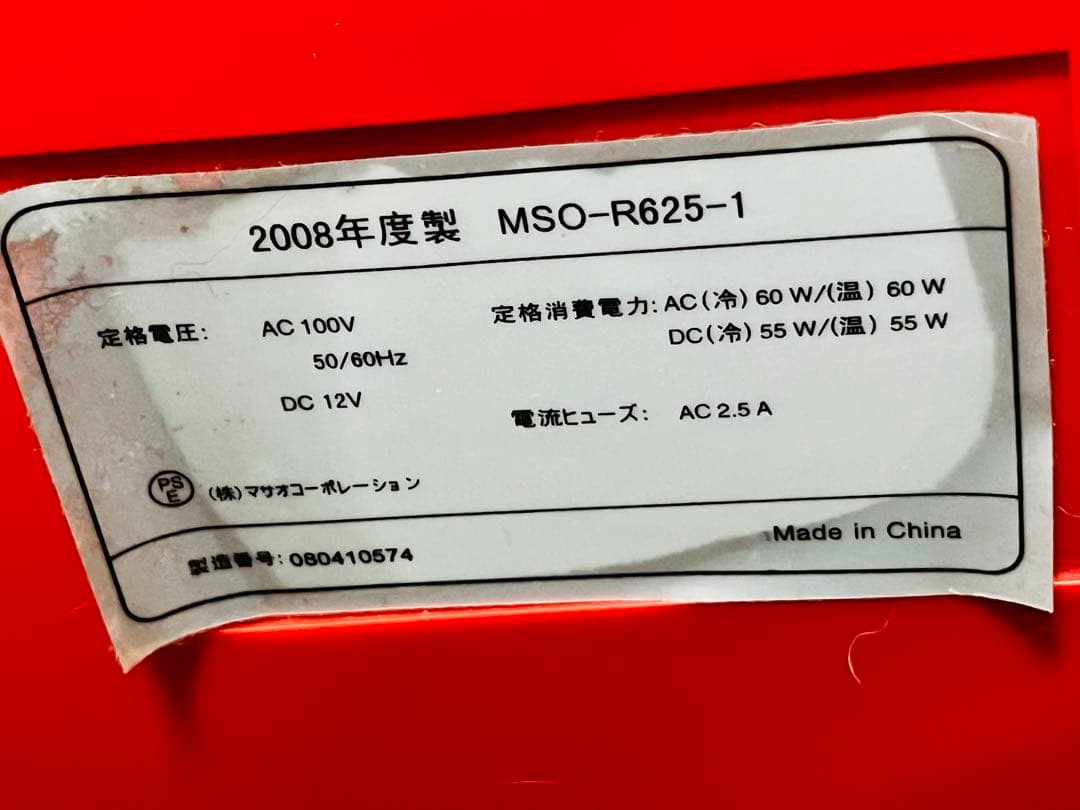 2008年度製 MSO-R625-1
定格電圧: AC 100V
50/60Hz
DC 12V
定格消費電力: AC(冷) 60 W/(温) 60 W
DC(冷) 55 W/(温) 55 W
電流ヒューズ: AC 2.5 A
PS
E
(株)マサオコーポレーション
製造番号: 080410574
Made in China